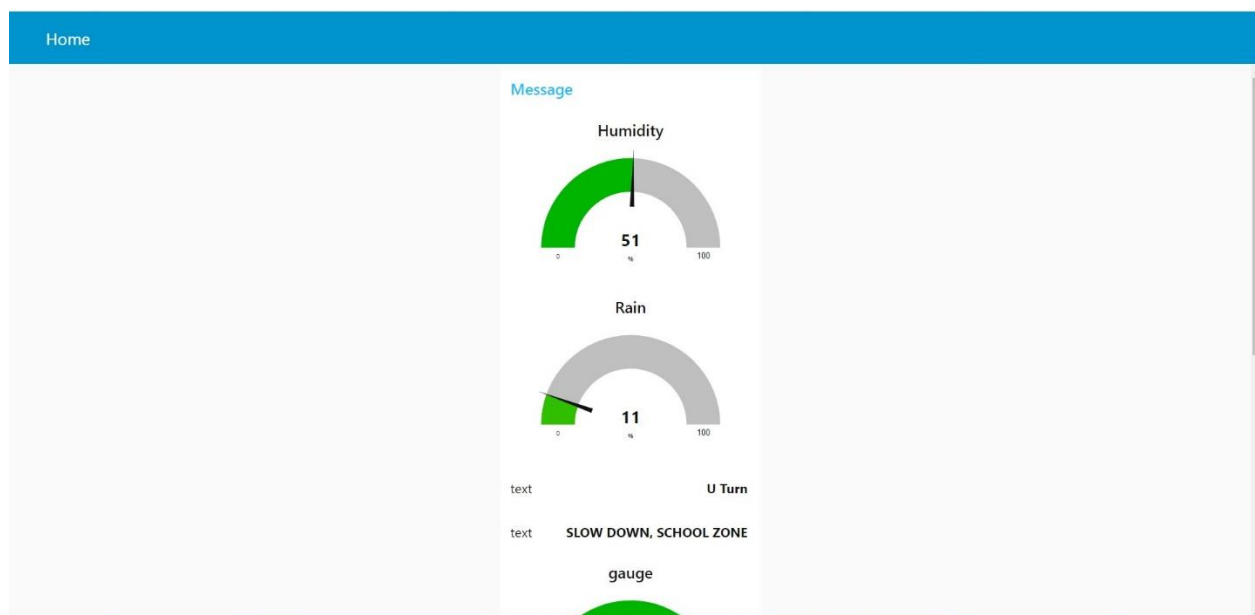 Home
Message
Humidity
51
%
0
100
Rain
11
%
0
100
text U Turn
text SLOW DOWN, SCHOOL ZONE
gauge